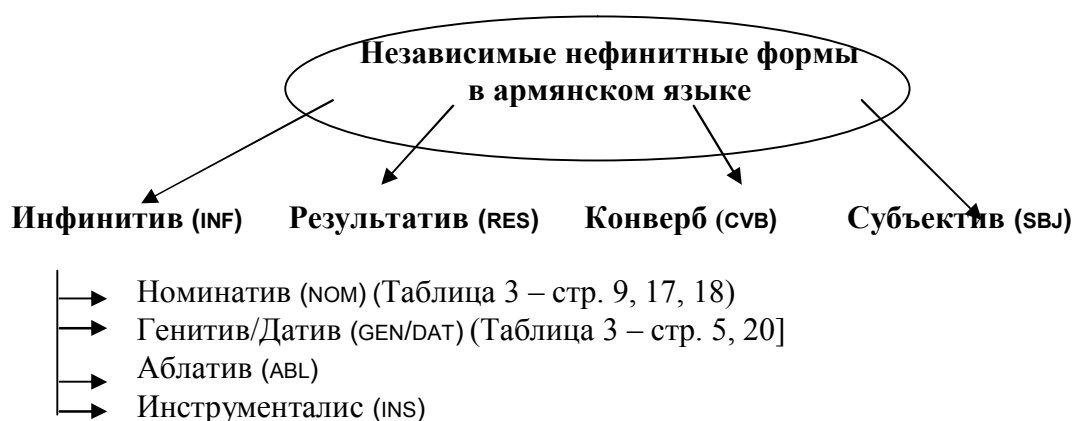 Независимые нефинитные формы
в армянском языке
Инфинитив (INF) Результатив (RES) Конверб (CVB) Субъектив (SBJ)
Номинатив (NOM) (Таблица 3 – стр. 9, 17, 18)
Генитив/Датив (GEN/DAT) (Таблица 3 – стр. 5, 20]
Аблатив (ABL)
Инструменталис (INS)